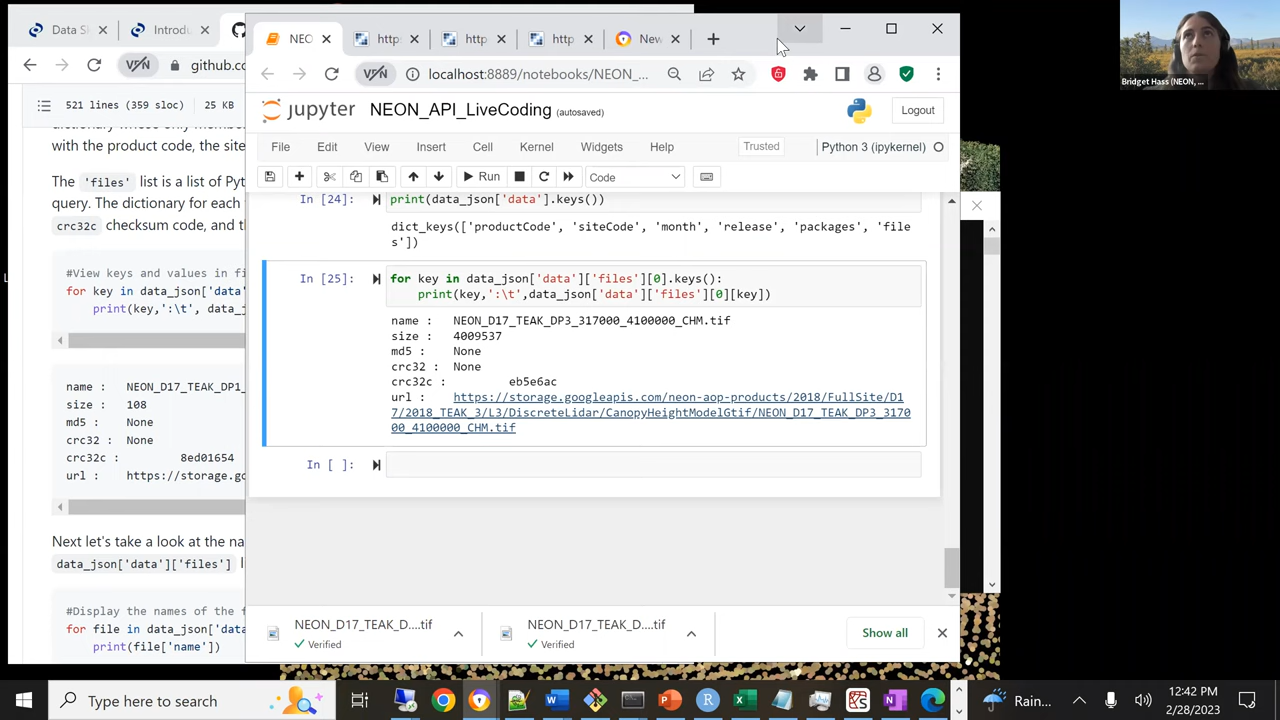 Data S
Introdu
github.co
521 lines (359 sloc)
25 KB
dictionary whose only membe
with the product code, the site
The 'files' list is a list of Pyt
query. The dictionary for each
crc32c checksum code, and th
#View keys and values in fi
for key in data_json['data'
print(key,':\t', data_js
name : NEON_D17_TEAK_DP1_
size : 108
md5 : None
crc32 : None
crc32c : 8ed01654
url : https://storage.go
Next let's take a look at the na
data_json['data']['files'] l
#Display the names of the f
for file in data_json['data
print(file['name'])
NEO
http
http
http
New
VPN
localhost:8889/notebooks/NEON_...
jupyter NEON_API_LiveCoding (autosaved)
Logout
File Edit View Insert Cell Kernel Widgets Help
Trusted
Python 3 (ipykernel)
Run
Code
In [24]: print(data_json['data'].keys())
dict_keys(['productCode', 'siteCode', 'month', 'release', 'packages', 'file
s'])
In [25]: for key in data_json['data']['files'][0].keys():
print(key,':\t',data_json['data']['files'][0][key])
name : NEON_D17_TEAK_DP3_317000_4100000_CHM.tif
size : 4009537
md5 : None
crc32 : None
crc32c : eb5e6ac
url : https://storage.googleapis.com/neon-aop-products/2018/FullSite/D1
7/2018_TEAK_3/L3/DiscreteLidar/CanopyHeightModelGtif/NEON_D17_TEAK_DP3_3170
00_4100000_CHM.tif
In [ ]:
NEON_D17_TEAK_D....tif
Verified
NEON_D17_TEAK_D....tif
Verified
Show all
Bridget Hass (NEON, ...
Type here to search
Rain...
12:42 PM
2/28/2023